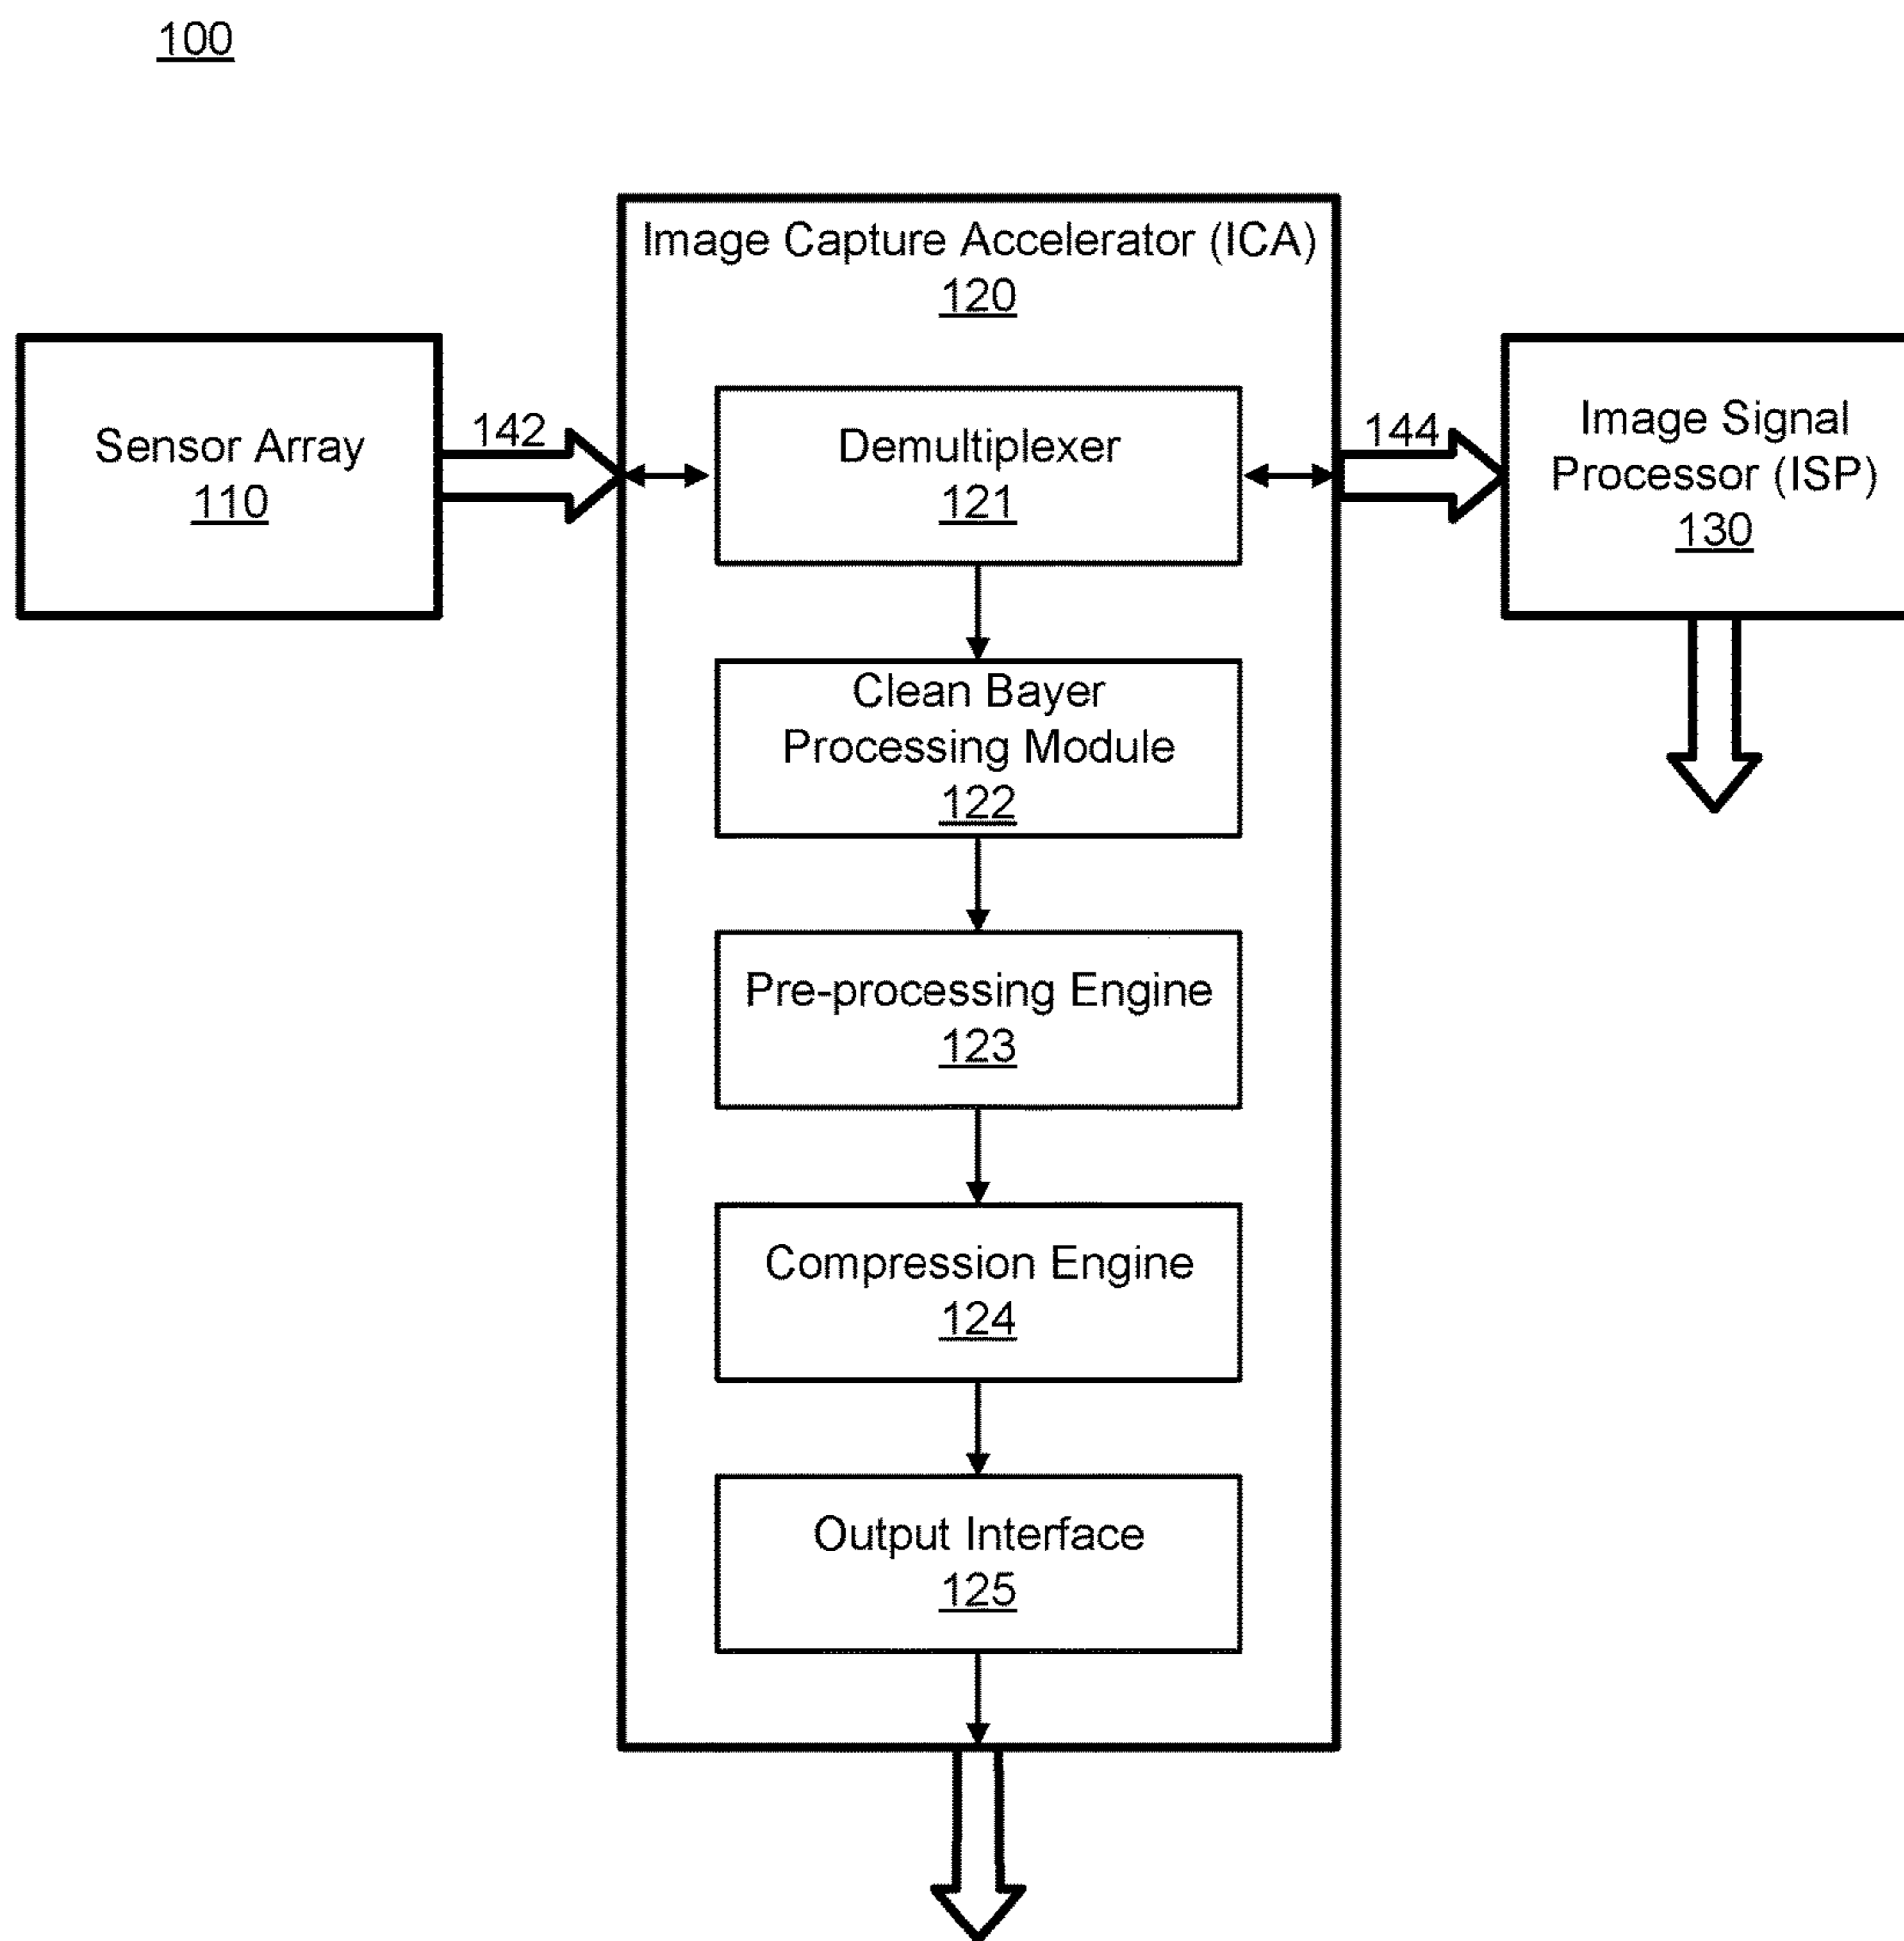 100
Image Capture Accelerator (ICA)
120
Sensor Array
110
142
Demultiplexer
121
144
Image Signal
Processor (ISP)
130
Clean Bayer
Processing Module
122
Pre-processing Engine
123
Compression Engine
124
Output Interface
125